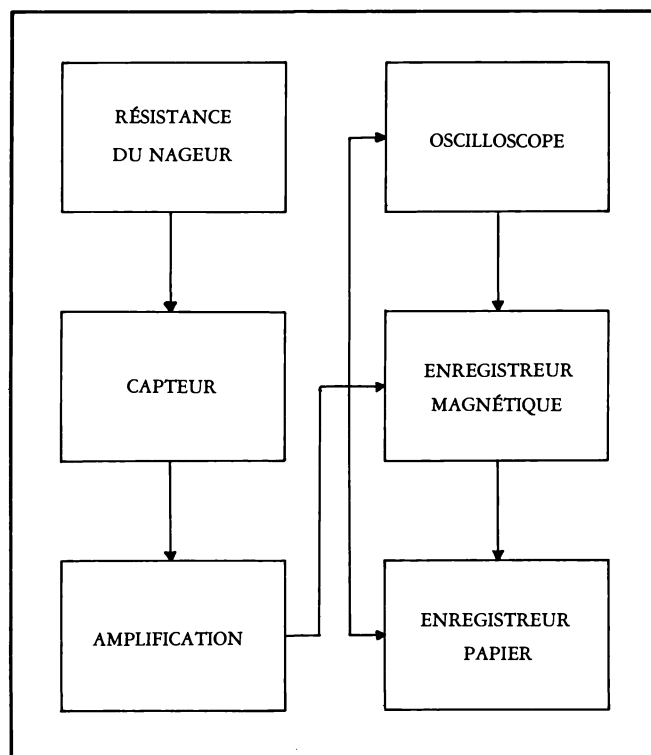 RÉSISTANCE
DU NAGEUR
CAPTEUR
AMPLIFICATION
OSCILLOSCOPE
ENREGISTREUR
MAGNÉTIQUE
ENREGISTREUR
PAPIER